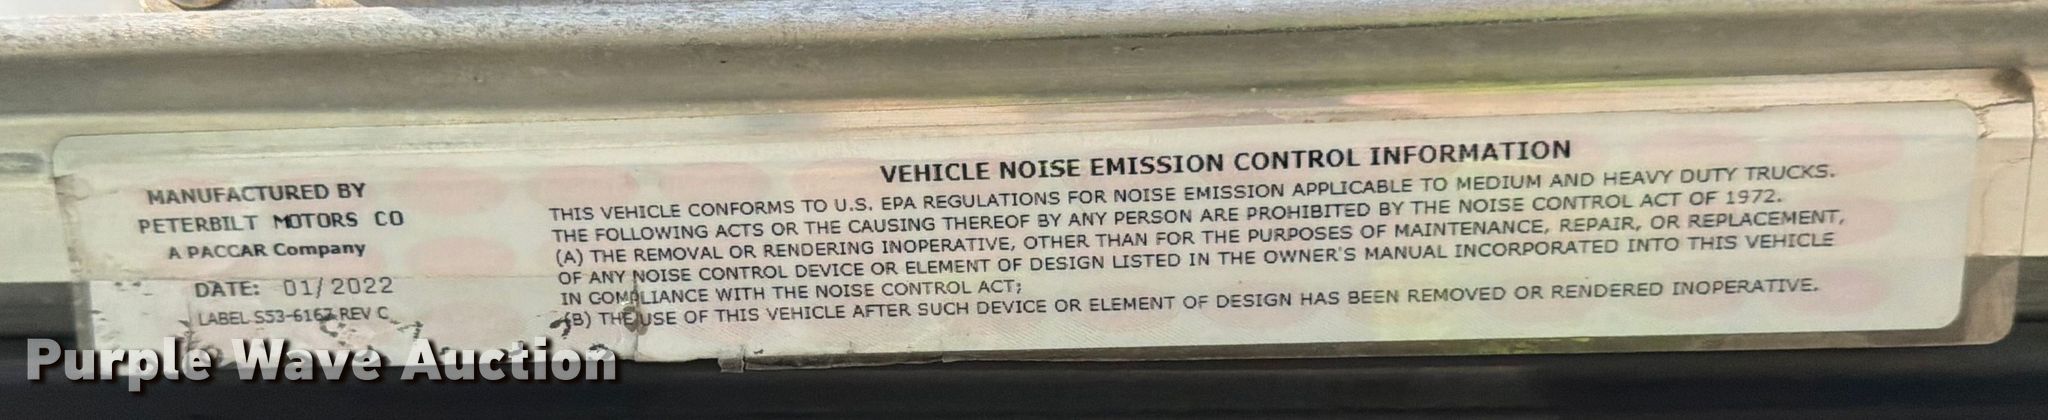 MANUFACTURED BY
PETERBILT MOTORS CO
A PACCAR Company
DATE: 01/2022
LABEL S53-6167 REV C
VEHICLE NOISE EMISSION CONTROL INFORMATION
THIS VEHICLE CONFORMS TO U.S. EPA REGULATIONS FOR NOISE EMISSION APPLICABLE TO MEDIUM AND HEAVY DUTY TRUCKS.
THE FOLLOWING ACTS OR THE CAUSING THEREOF BY ANY PERSON ARE PROHIBITED BY THE NOISE CONTROL ACT OF 1972.
(A) THE REMOVAL OR RENDERING INOPERATIVE, OTHER THAN FOR THE PURPOSES OF MAINTENANCE, REPAIR, OR REPLACEMENT,
OF ANY NOISE CONTROL DEVICE OR ELEMENT OF DESIGN LISTED IN THE OWNER'S MANUAL INCORPORATED INTO THIS VEHICLE
IN COMPLIANCE WITH THE NOISE CONTROL ACT;
(B) THE USE OF THIS VEHICLE AFTER SUCH DEVICE OR ELEMENT OF DESIGN HAS BEEN REMOVED OR RENDERED INOPERATIVE.
Purple Wave Auction